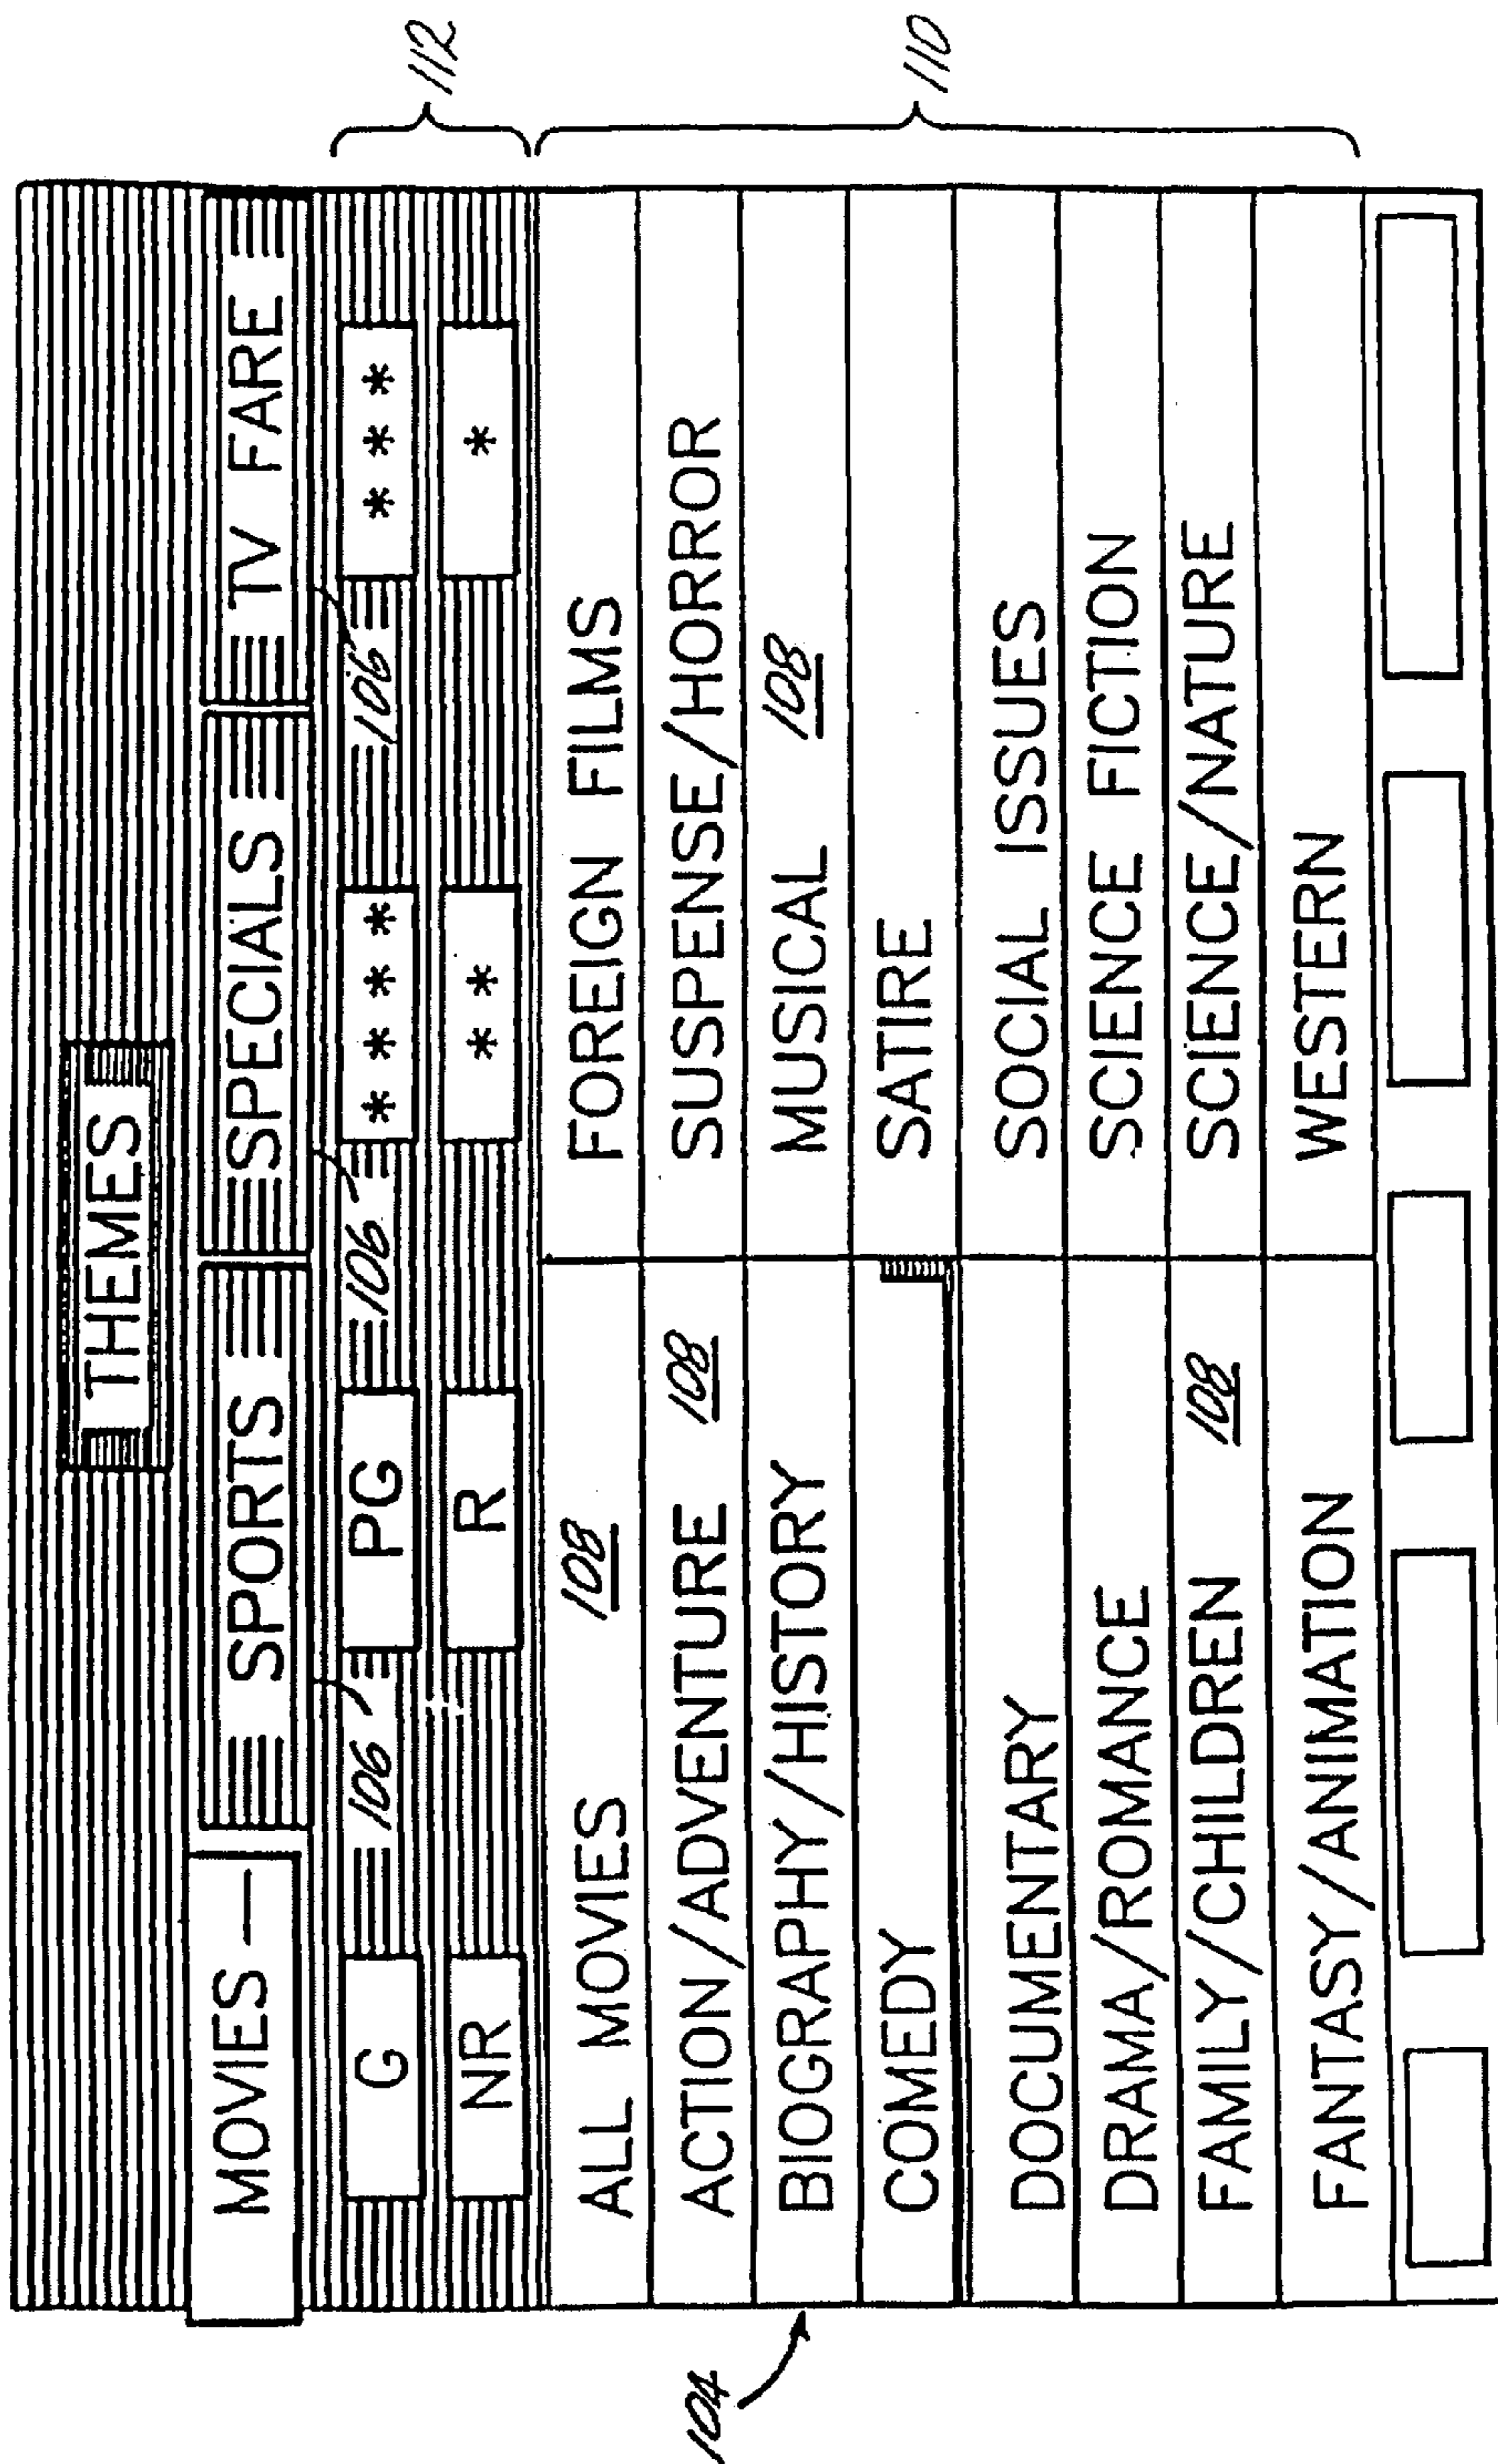 THEMES
MOVIES — SPORTS SPECIALS TV FARE
G 106 PG 106 **** 106 ***
NR R ** *
112
ALL MOVIES 108 FOREIGN FILMS
ACTION/ADVENTURE 108 SUSPENSE/HORROR
BIOGRAPHY/HISTORY MUSICAL 108
COMEDY SATIRE
DOCUMENTARY SOCIAL ISSUES
DRAMA/ROMANCE SCIENCE FICTION
FAMILY/CHILDREN 108 SCIENCE/NATURE
FANTASY/ANIMATION WESTERN
110
104